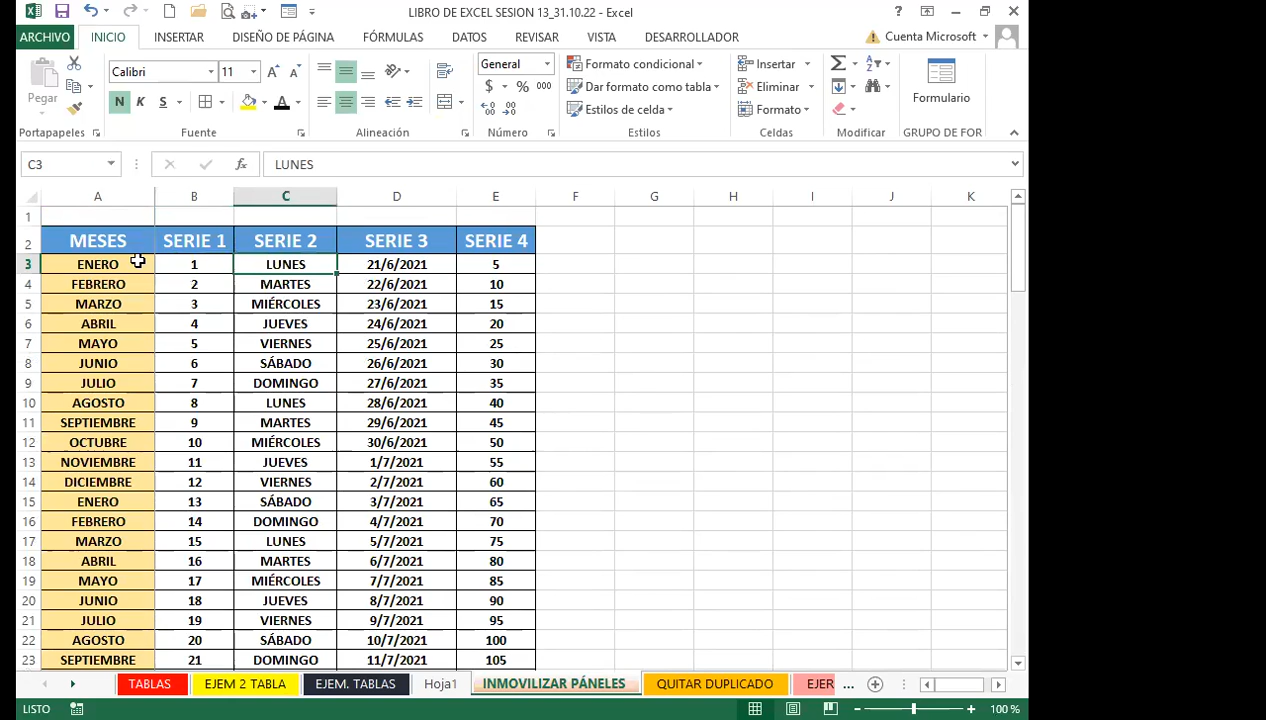 LIBRO DE EXCEL SESION 13_31.10.22 - Excel
ARCHIVO INICIO INSERTAR DISEÑO DE PÁGINA FÓRMULAS DATOS REVISAR VISTA DESARROLLADOR Cuenta Microsoft
Pegar
Calibri 11
N K S
General
$ % 000
Formato condicional
Dar formato como tabla
Estilos de celda
Insertar
Eliminar
Formato
Formulario
Portapapeles Fuente Alineación Número Estilos Celdas Modificar GRUPO DE FOR
C3 fx LUNES
A B C D E F G H I J K
1
2 MESES SERIE 1 SERIE 2 SERIE 3 SERIE 4
3 ENERO 1 LUNES 21/6/2021 5
4 FEBRERO 2 MARTES 22/6/2021 10
5 MARZO 3 MIÉRCOLES 23/6/2021 15
6 ABRIL 4 JUEVES 24/6/2021 20
7 MAYO 5 VIERNES 25/6/2021 25
8 JUNIO 6 SÁBADO 26/6/2021 30
9 JULIO 7 DOMINGO 27/6/2021 35
10 AGOSTO 8 LUNES 28/6/2021 40
11 SEPTIEMBRE 9 MARTES 29/6/2021 45
12 OCTUBRE 10 MIÉRCOLES 30/6/2021 50
13 NOVIEMBRE 11 JUEVES 1/7/2021 55
14 DICIEMBRE 12 VIERNES 2/7/2021 60
15 ENERO 13 SÁBADO 3/7/2021 65
16 FEBRERO 14 DOMINGO 4/7/2021 70
17 MARZO 15 LUNES 5/7/2021 75
18 ABRIL 16 MARTES 6/7/2021 80
19 MAYO 17 MIÉRCOLES 7/7/2021 85
20 JUNIO 18 JUEVES 8/7/2021 90
21 JULIO 19 VIERNES 9/7/2021 95
22 AGOSTO 20 SÁBADO 10/7/2021 100
23 SEPTIEMBRE 21 DOMINGO 11/7/2021 105
TABLAS EJEM 2 TABLA EJEM. TABLAS Hoja1 INMOVILIZAR PÁNELES QUITAR DUPLICADO EJER ...
LISTO 100 %